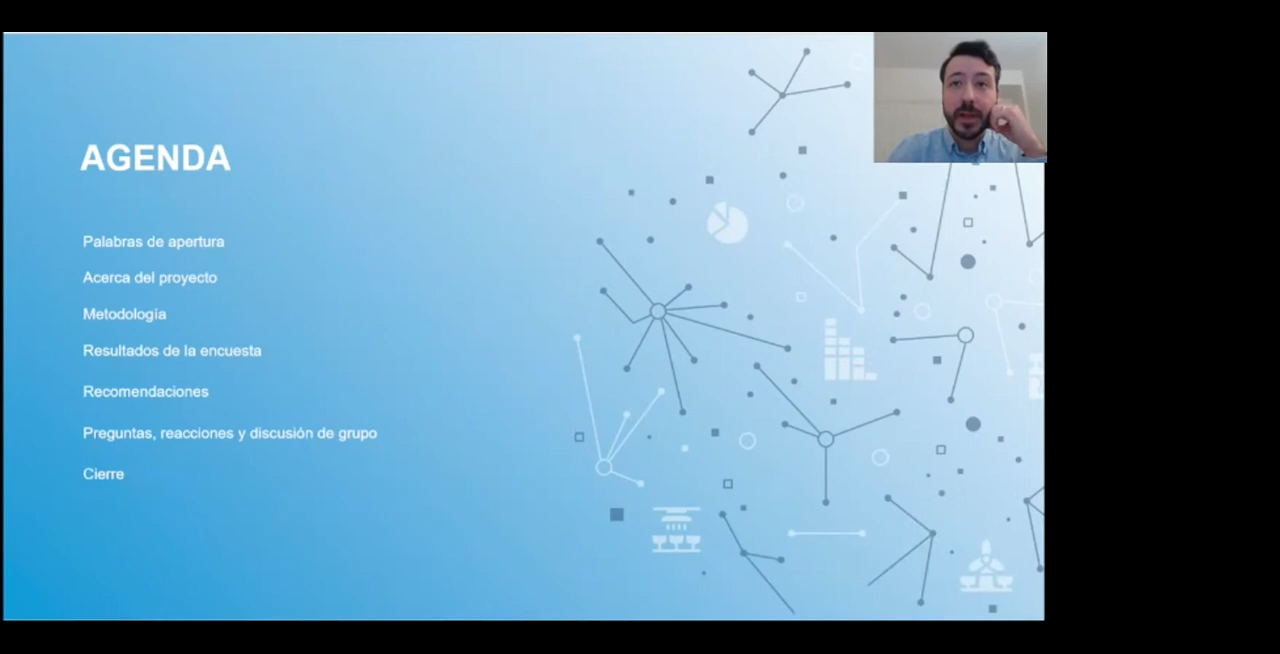 AGENDA
Palabras de apertura
Acerca del proyecto
Metodología
Resultados de la encuesta
Recomendaciones
Preguntas, reacciones y discusión de grupo
Cierre